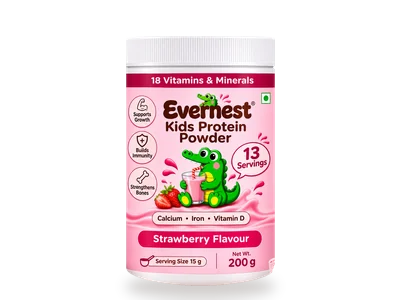 18 Vitamins & Minerals
Evernest®
Kids Protein
Powder
Supports
Growth
Builds
Immunity
Strengthens
Bones
13
Servings
Calcium • Iron • Vitamin D
Strawberry Flavour
Serving Size 15 g
Net Wt.
200 g